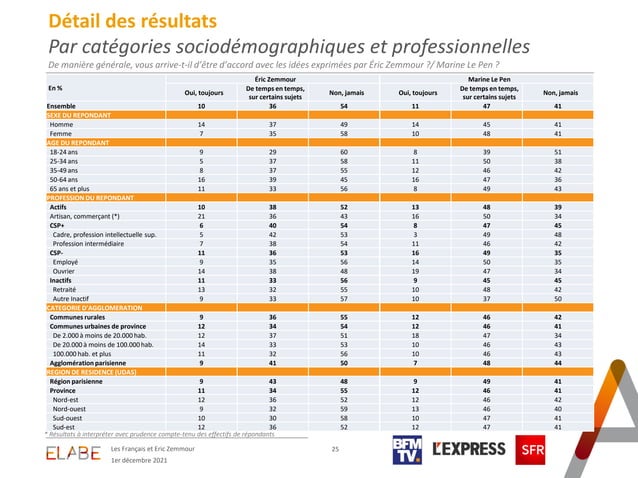 Détail des résultats
Par catégories sociodémographiques et professionnelles
De manière générale, vous arrive-t-il d'être d'accord avec les idées exprimées par Éric Zemmour ?/ Marine Le Pen ?
Éric Zemmour Marine Le Pen
En % Oui, toujours De temps en temps, sur certains sujets Non, jamais Oui, toujours De temps en temps, sur certains sujets Non, jamais
Ensemble 10 36 54 11 47 41
SEXE DU REPONDANT
Homme 14 37 49 14 45 41
Femme 7 35 58 10 48 41
AGE DU REPONDANT
18-24 ans 9 29 60 8 39 51
25-34 ans 5 37 58 11 50 38
35-49 ans 8 37 55 12 46 42
50-64 ans 16 39 45 16 47 36
65 ans et plus 11 33 56 8 49 43
PROFESSION DU REPONDANT
Actifs 10 38 52 13 48 39
Artisan, commerçant (*) 21 36 43 16 50 34
CSP+ 6 40 54 8 47 45
Cadre, profession intellectuelle sup. 5 42 53 3 49 48
Profession intermédiaire 7 38 54 11 46 42
CSP- 11 36 53 16 49 35
Employé 9 35 56 14 50 35
Ouvrier 14 38 48 19 47 34
Inactifs 11 33 56 9 45 45
Retraité 13 32 55 10 48 42
Autre Inactif 9 33 57 10 37 50
CATEGORIE D'AGGLOMERATION
Communes rurales 9 36 55 12 46 42
Communes urbaines de province 12 34 54 12 46 41
De 2.000 à moins de 20.000 hab. 12 37 51 18 47 34
De 20.000 à moins de 100.000 hab. 14 33 53 10 46 43
100.000 hab. et plus 11 32 56 10 46 43
Agglomération parisienne 9 41 50 7 48 44
REGION DE RESIDENCE (UDA5)
Région parisienne 9 43 48 9 49 41
Province 11 34 55 12 46 41
Nord-est 12 36 52 12 46 42
Nord-ouest 9 32 59 13 46 40
Sud-ouest 10 30 58 10 47 41
Sud-est 12 36 52 12 47 41
* Résultats à interpréter avec prudence compte-tenu des effectifs de répondants
ELABE
Les Français et Eric Zemmour
1er décembre 2021
25
BFM
TV.
L'EXPRESS
SFR